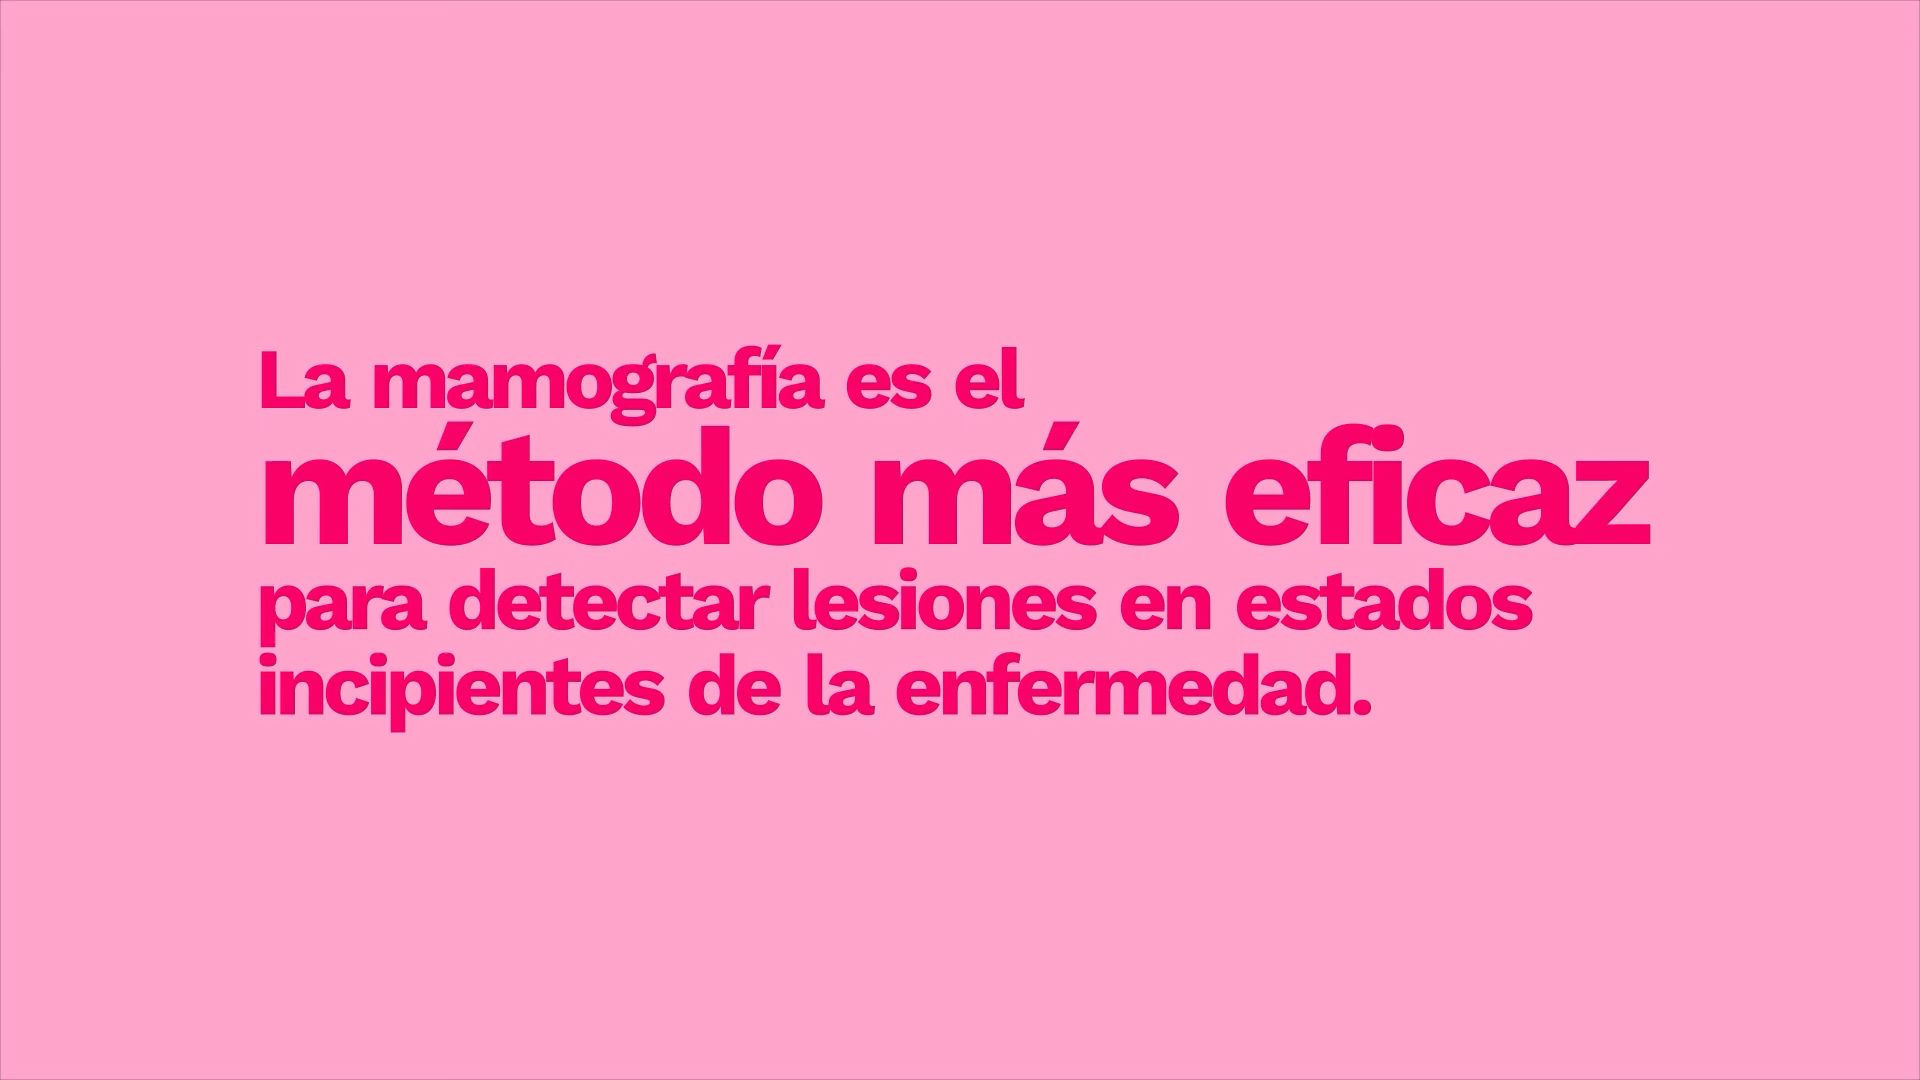 La mamografía es el
método más eficaz
para detectar lesiones en estados
incipientes de la enfermedad.